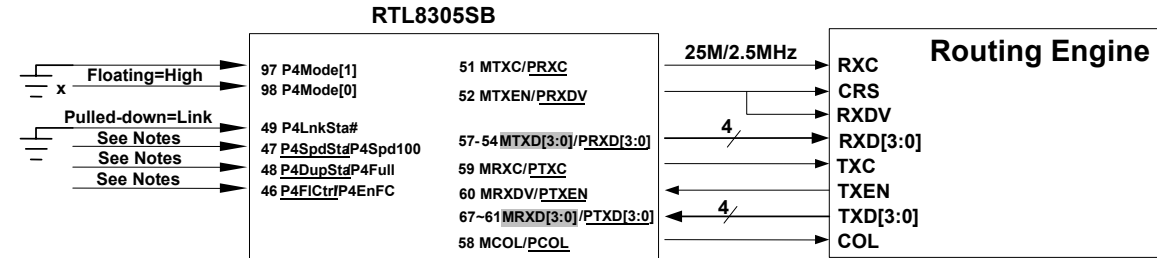 RTL8305SB
Floating=High
x
Pulled-down=Link
See Notes
See Notes
See Notes
97 P4Mode[1]
98 P4Mode[0]
49 P4LnkSta#
47 P4SpdSta/P4Spd100
48 P4DupSta/P4Full
46 P4FlCtrl/P4EnFC
51 MTXC/PRXC
52 MTXEN/PRXDV
57-54 MTXD[3:0]/PRXD[3:0]
59 MRXC/PTXC
60 MRXDV/PTXEN
67~61 MRXD[3:0]/PTXD[3:0]
58 MCOL/PCOL
25M/2.5MHz
4
4
Routing Engine
RXC
CRS
RXDV
RXD[3:0]
TXC
TXEN
TXD[3:0]
COL